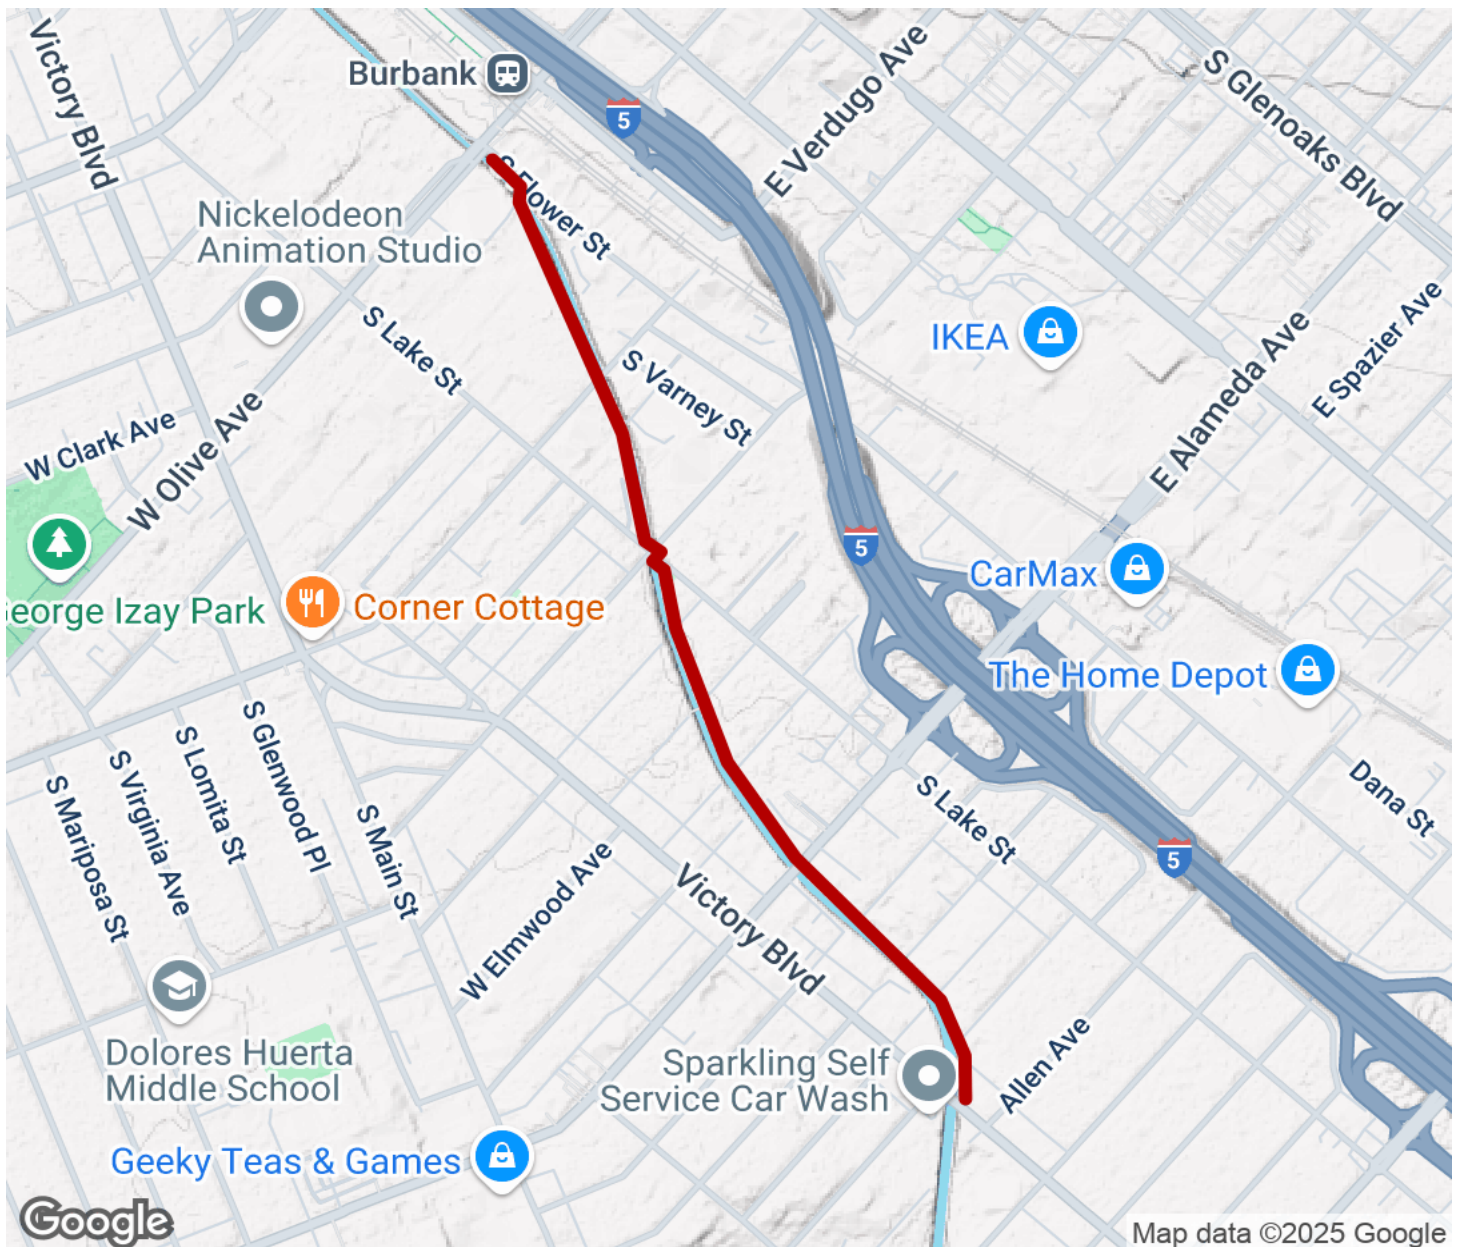 Victory Blvd
Burbank
5
E Verdugo Ave
S Glenoaks Blvd
S Flower St
Nickelodeon
Animation Studio
S Lake St
S Varney St
IKEA
E Alameda Ave
E Spazier Ave
W Clark Ave
W Olive Ave
5
CarMax
eorge Izay Park
Corner Cottage
The Home Depot
S Mariposa St
S Virginia Ave
S Lomita St
S Glenwood Pl
S Main St
W Elmwood Ave
Victory Blvd
S Lake St
Dana St
5
Dolores Huerta
Middle School
Sparkling Self
Service Car Wash
Allen Ave
Geeky Teas & Games
Google
Map data ©2025 Google